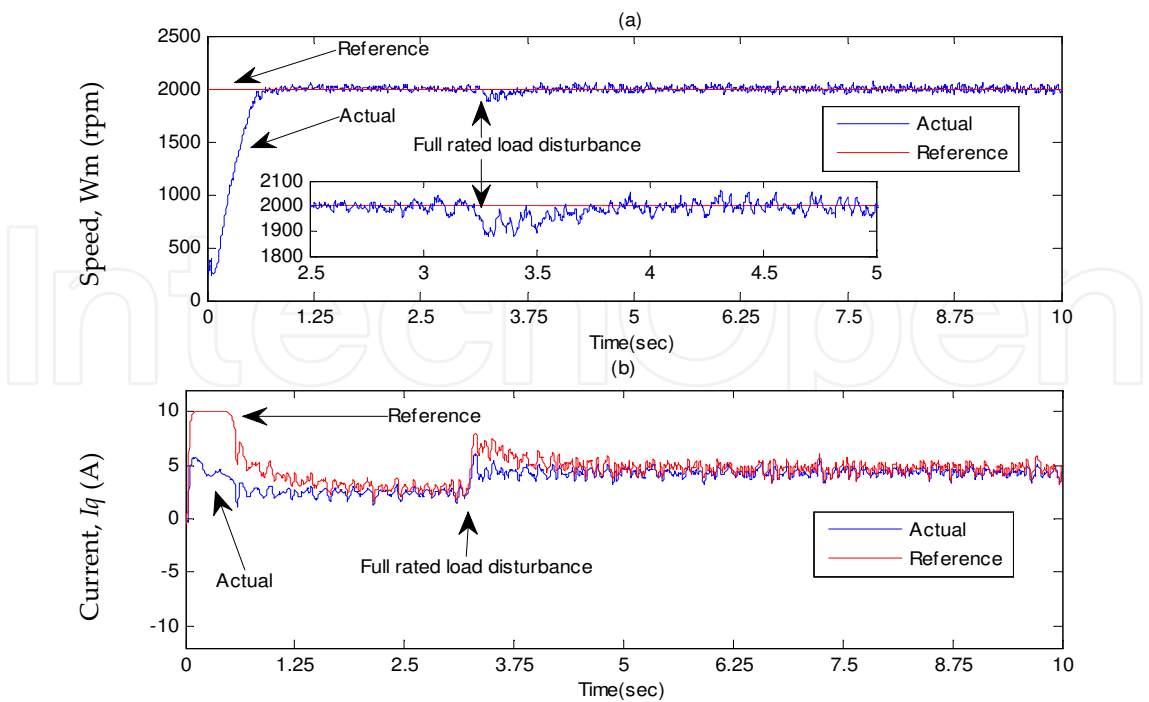 (a)
Speed, Wm (rpm)
2500
2000
1500
1000
500
0
Reference
Actual
Full rated load disturbance
Actual
Reference
2100
2000
1900
1800
2.5 3 3.5 4 4.5 5
0 1.25 2.5 3.75 5 6.25 7.5 8.75 10
Time(sec)
IntechOpen
(b)
Current, Iq (A)
10
5
0
-5
-10
Reference
Actual
Full rated load disturbance
Actual
Reference
0 1.25 2.5 3.75 5 6.25 7.5 8.75 10
Time(sec)